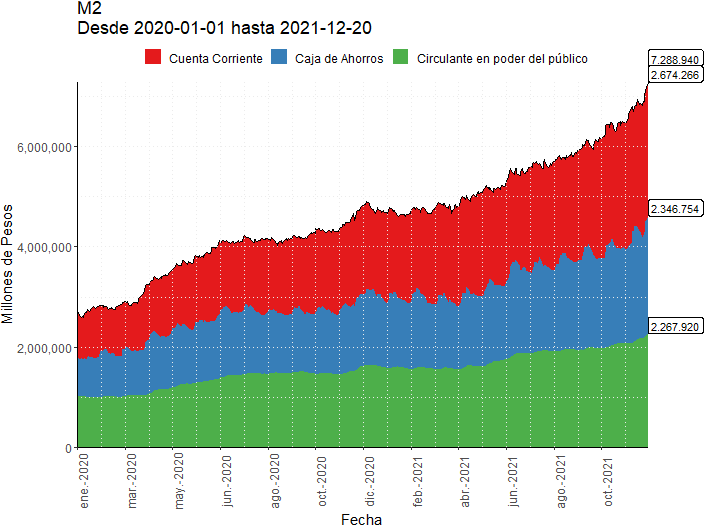 M2
Desde 2020-01-01 hasta 2021-12-20
Cuenta Corriente
Caja de Ahorros
Circulante en poder del público
7.288.940
2.674.266
2.346.754
2.267.920
Millones de Pesos
6,000,000
4,000,000
2,000,000
0
ene.-2020
mar.-2020
may.-2020
jun.-2020
ago.-2020
oct.-2020
dic.-2020
feb.-2021
abr.-2021
jun.-2021
ago.-2021
oct.-2021
Fecha